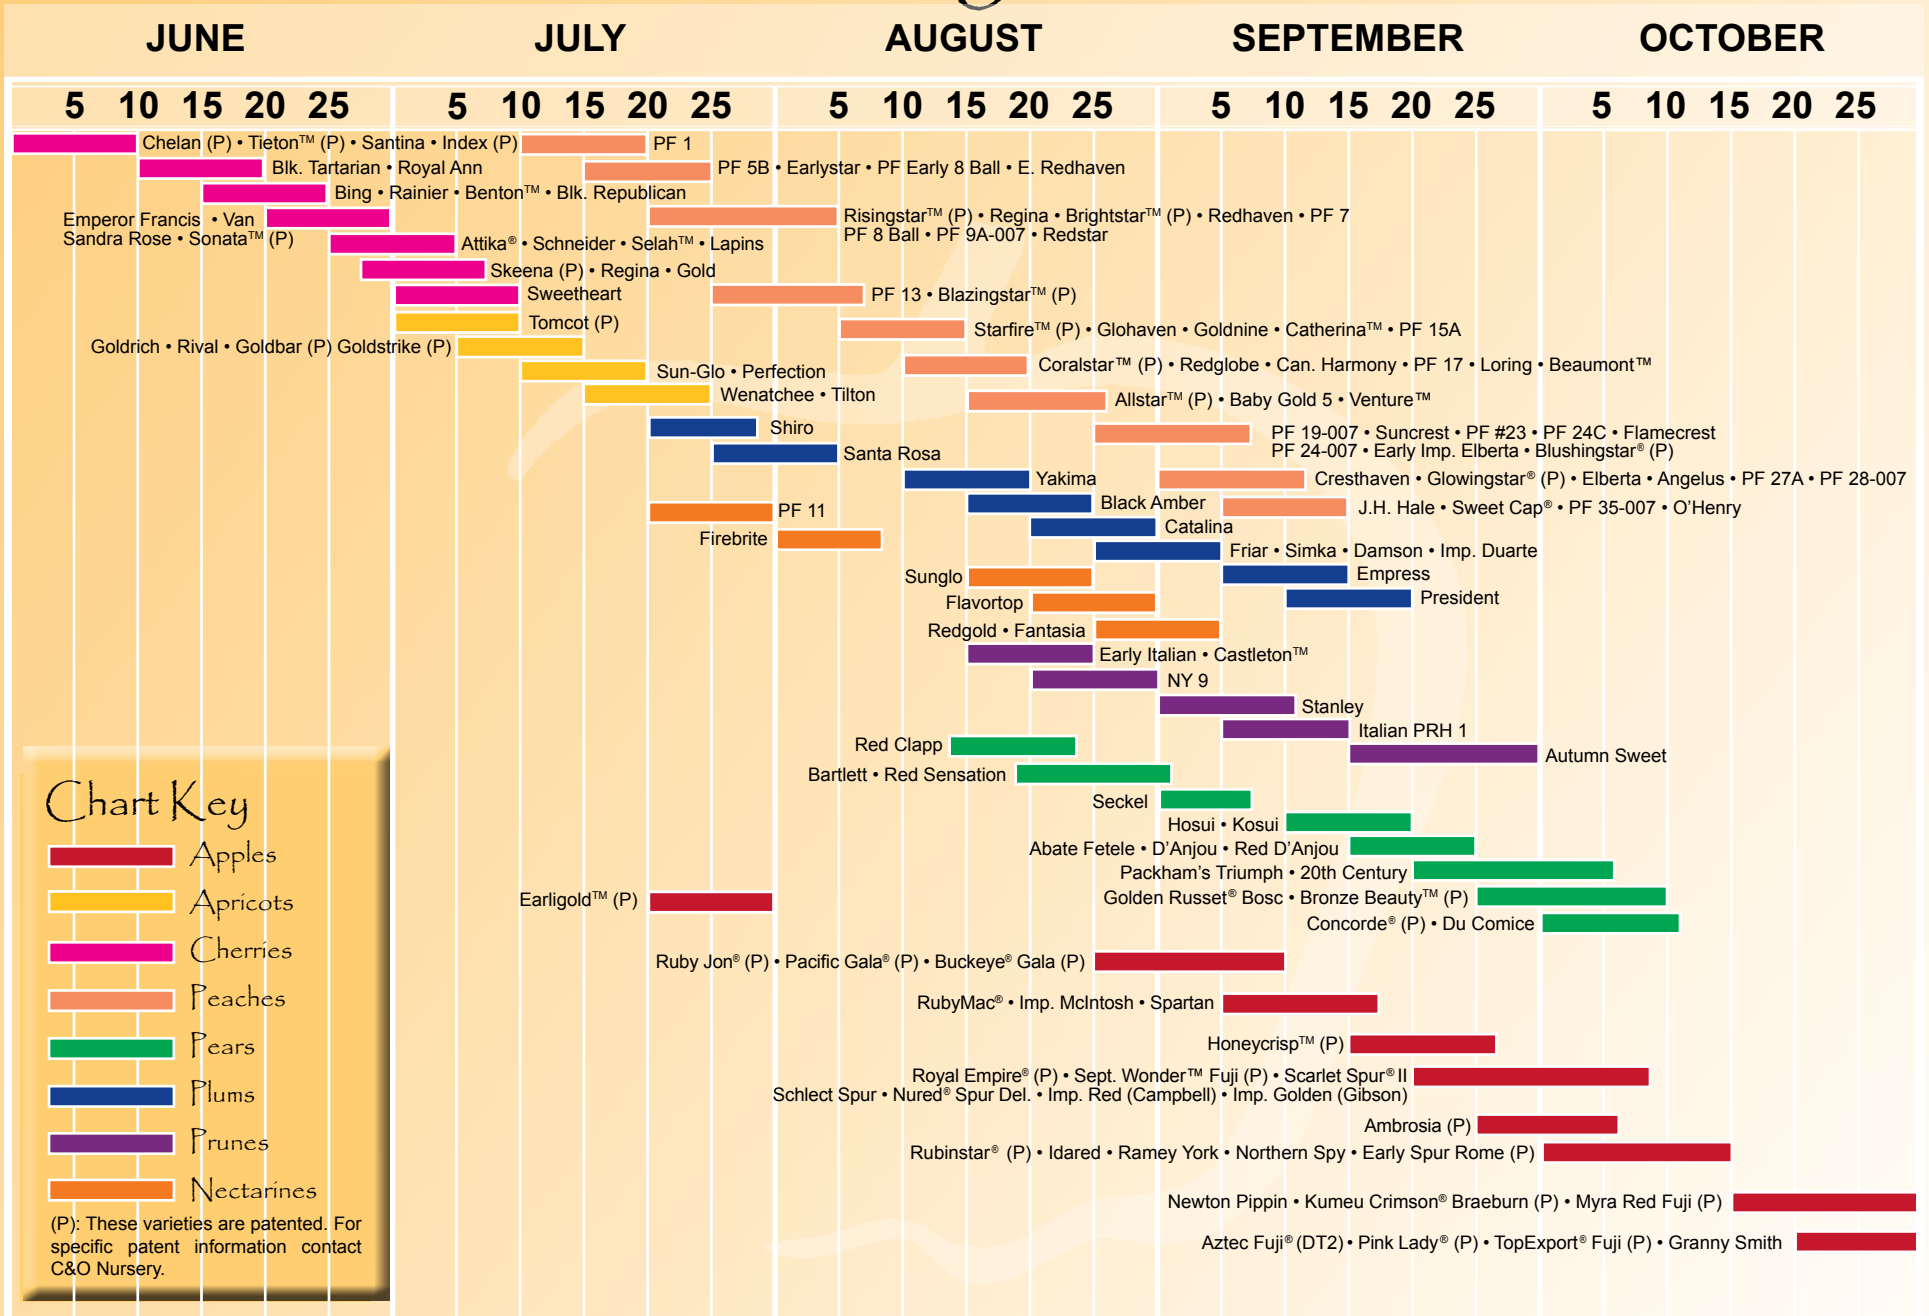 JUNE JULY AUGUST SEPTEMBER OCTOBER
5 10 15 20 25 5 10 15 20 25 5 10 15 20 25 5 10 15 20 25 5 10 15 20 25
Chelan (P) • Tieton™ (P) • Santina • Index (P)
PF 1
Blk. Tartarian • Royal Ann
PF 5B • Earlystar • PF Early 8 Ball • E. Redhaven
Bing • Rainier • Benton™ • Blk. Republican
Emperor Francis • Van
Sandra Rose • Sonata™ (P)
Risingstar™ (P) • Regina • Brightstar™ (P) • Redhaven • PF 7
PF 8 Ball • PF 9A-007 • Redstar
Attika® • Schneider • Selah™ • Lapins
Skeena (P) • Regina • Gold
Sweetheart
PF 13 • Blazingstar™ (P)
Tomcot (P)
Starfire™ (P) • Glohaven • Goldnine • Catherina™ • PF 15A
Goldrich • Rival • Goldbar (P) Goldstrike (P)
Coralstar™ (P) • Redglobe • Can. Harmony • PF 17 • Loring • Beaumont™
Sun-Glo • Perfection
Wenatchee • Tilton
Allstar™ (P) • Baby Gold 5 • Venture™
Shiro
PF 19-007 • Suncrest • PF #23 • PF 24C • Flamecrest
PF 24-007 • Early Imp. Elberta • Blushingstar® (P)
Santa Rosa
Yakima
Cresthaven • Glowingstar® (P) • Elberta • Angelus • PF 27A • PF 28-007
Black Amber
J.H. Hale • Sweet Cap® • PF 35-007 • O'Henry
PF 11
Catalina
Firebrite
Friar • Simka • Damson • Imp. Duarte
Sunglo
Empress
Flavortop
President
Redgold • Fantasia
Early Italian • Castleton™
NY 9
Stanley
Italian PRH 1
Red Clapp
Autumn Sweet
Bartlett • Red Sensation
Seckel
Hosui • Kosui
Abate Fetele • D'Anjou • Red D'Anjou
Packham's Triumph • 20th Century
Golden Russet® Bosc • Bronze Beauty™ (P)
Earligold™ (P)
Concorde® (P) • Du Comice
Ruby Jon® (P) • Pacific Gala® (P) • Buckeye® Gala (P)
RubyMac® • Imp. McIntosh • Spartan
Honeycrisp™ (P)
Royal Empire® (P) • Sept. Wonder™ Fuji (P) • Scarlet Spur® II
Schlect Spur • Nured® Spur Del. • Imp. Red (Campbell) • Imp. Golden (Gibson)
Ambrosia (P)
Rubinstar® (P) • Idared • Ramey York • Northern Spy • Early Spur Rome (P)
Newton Pippin • Kumeu Crimson® Braeburn (P) • Myra Red Fuji (P)
Aztec Fuji® (DT2) • Pink Lady® (P) • TopExport® Fuji (P) • Granny Smith
Chart Key
Apples
Apricots
Cherries
Peaches
Pears
Plums
Prunes
Nectarines
(P): These varieties are patented. For
specific patent information contact
C&O Nursery.